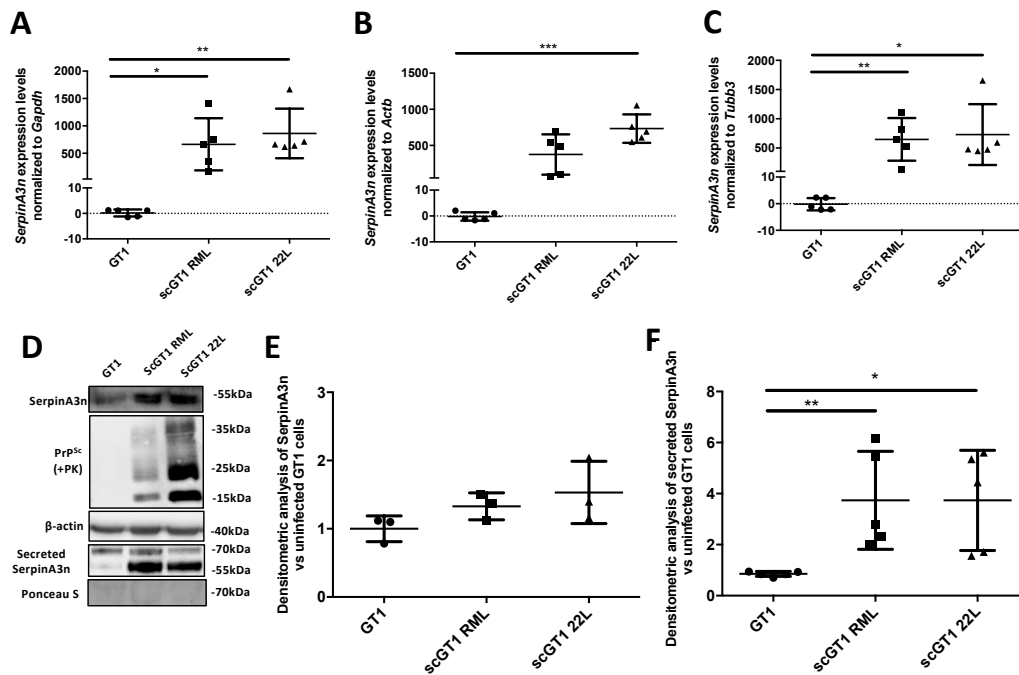 A
SerpinA3n expression levels
normalized to Gapdh
**
*
2000
1500
1000
500
10
0
-10
GT1
scGT1 RML
scGT1 22L
B
SerpinA3n expression levels
normalized to Actb
***
1500
1000
500
10
0
-10
GT1
scGT1 RML
scGT1 22L
C
SerpinA3n expression levels
normalized to Tubb3
*
**
2000
1500
1000
500
10
0
-10
GT1
scGT1 RML
scGT1 22L
D
GT1
ScGT1 RML
ScGT1 22L
SerpinA3n
-55kDa
PrPSc
(+PK)
-35kDa
-25kDa
-15kDa
β-actin
-40kDa
Secreted
SerpinA3n
-70kDa
-55kDa
Ponceau S
-70kDa
E
Densitometric analysis of SerpinA3n
vs uninfected GT1 cells
3
2
1
0
GT1
scGT1 RML
scGT1 22L
F
Densitometric analysis of secreted SerpinA3n
vs uninfected GT1 cells
*
**
8
6
4
2
0
GT1
scGT1 RML
scGT1 22L